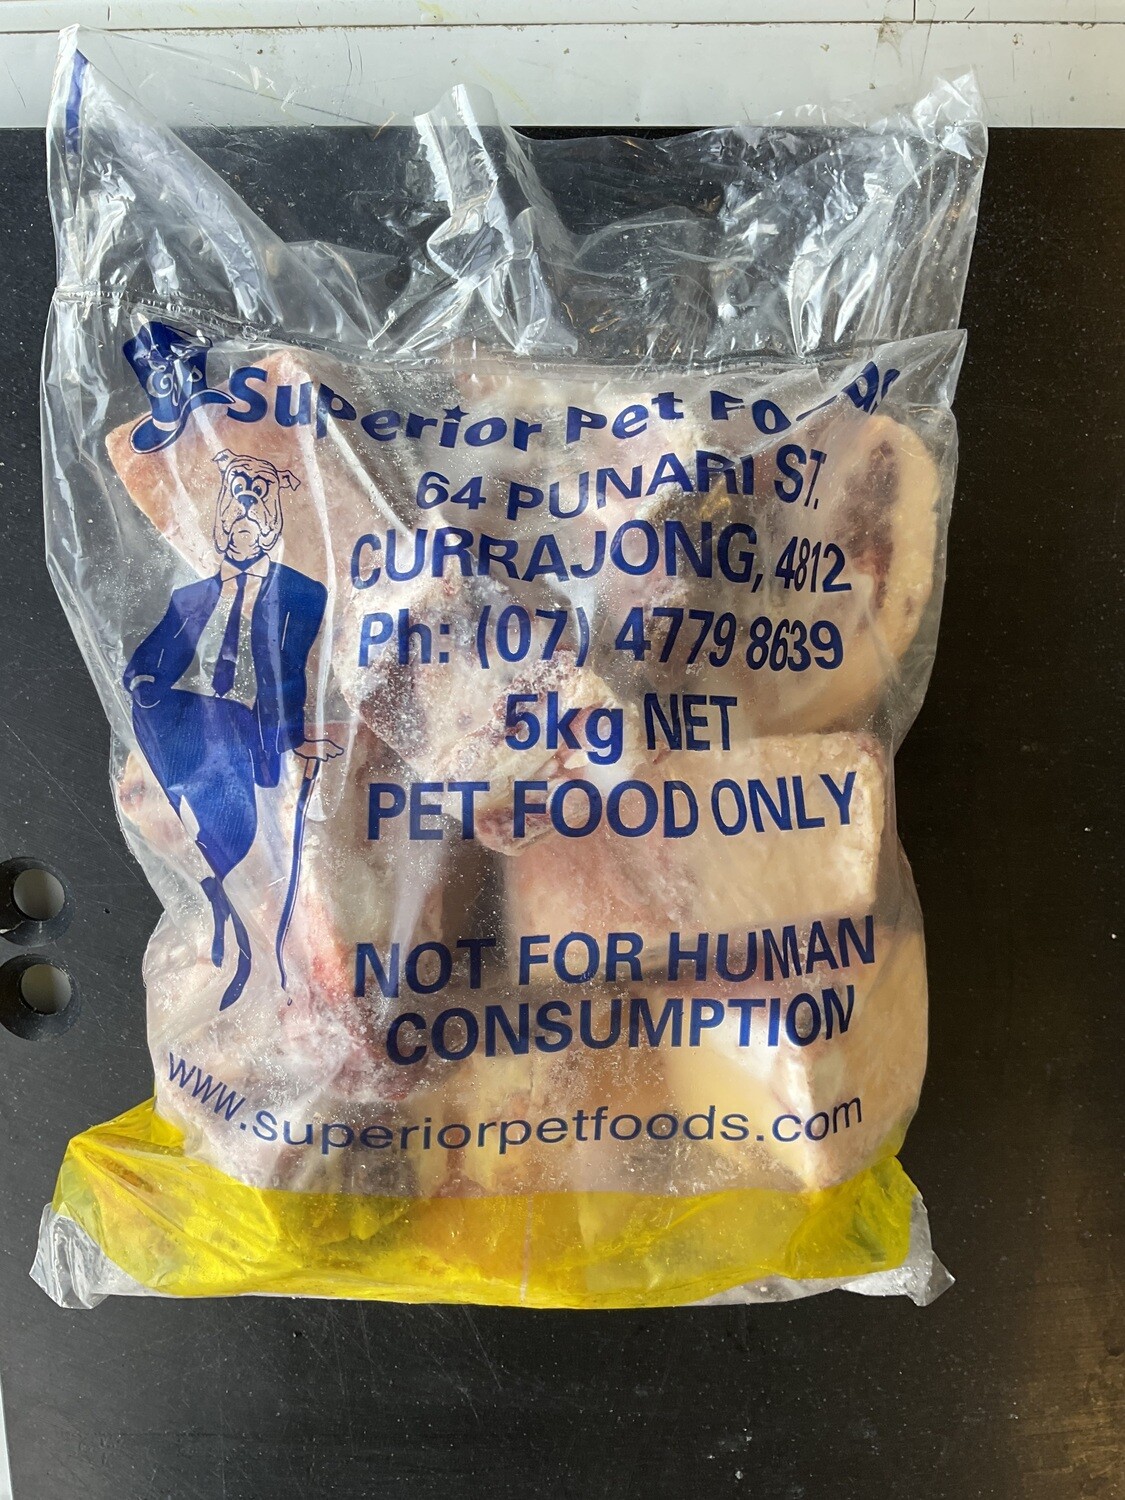 Superior Pet Foods
64 PUNARI ST.
CURRAJONG, 4812
Ph: (07) 4779 8639
5kg NET
PET FOOD ONLY
NOT FOR HUMAN
CONSUMPTION
www.superiorpetfoods.com